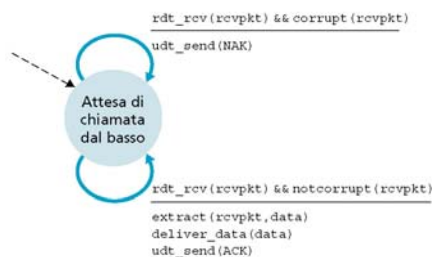 rdt_rcv(rcvpkt) && corrupt(rcvpkt)
udt_send(NAK)
Attesa di
chiamata
dal basso
rdt_rcv(rcvpkt) && notcorrupt(rcvpkt)
extract(rcvpkt,data)
deliver_data(data)
udt_send(ACK)